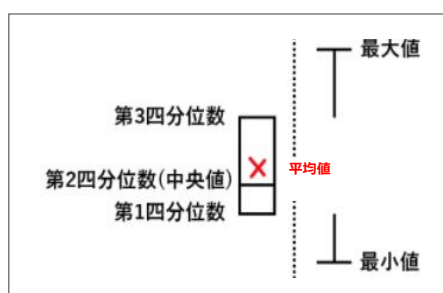 最大値
第3四分位数
平均値
第2四分位数(中央値)
第1四分位数
最小値